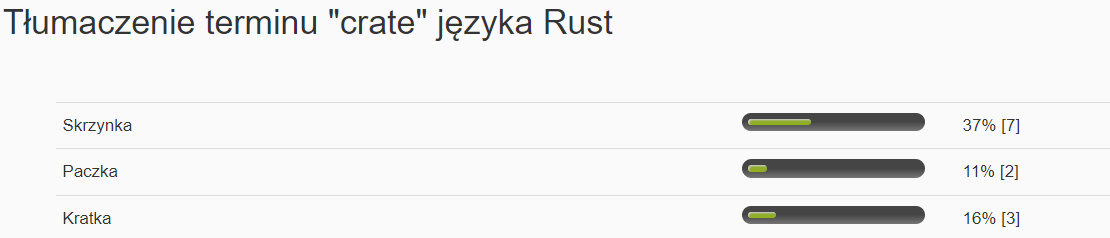 Tłumaczenie terminu "crate" języka Rust
Skrzynka 37% [7]
Paczka 11% [2]
Kratka 16% [3]